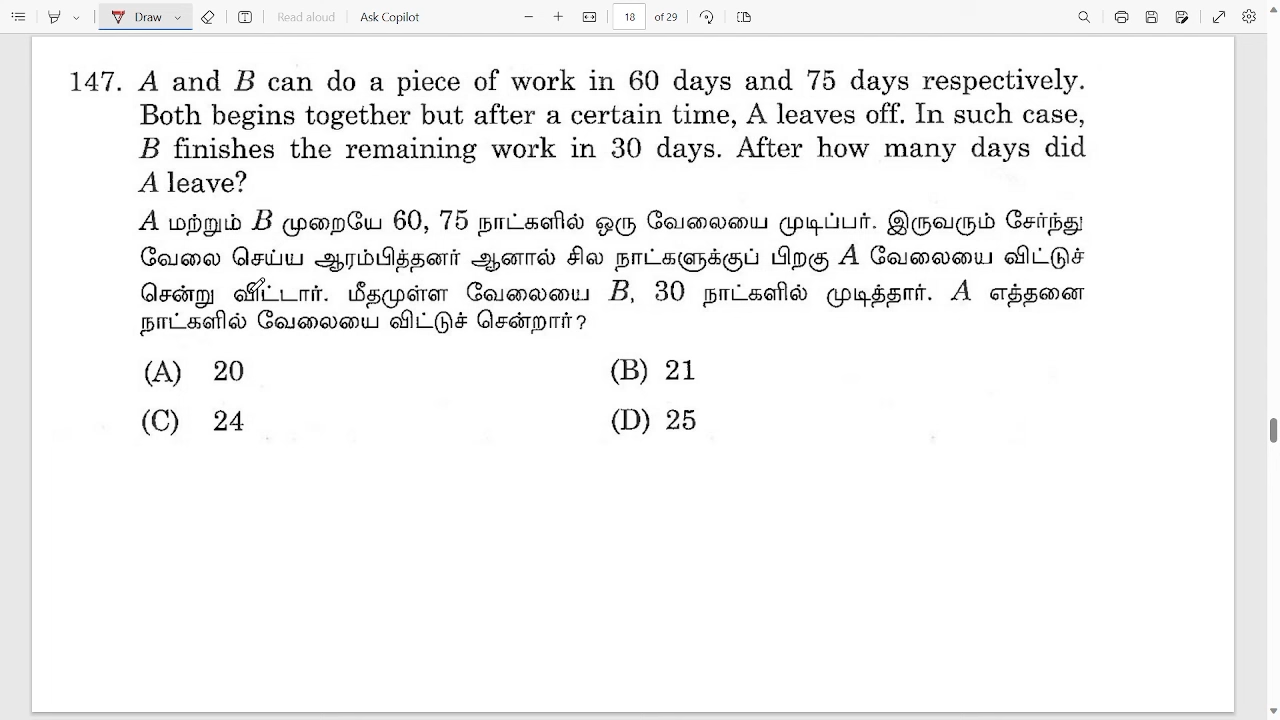 Draw
Read aloud
Ask Copilot
18 of 29
147. A and B can do a piece of work in 60 days and 75 days respectively.
Both begins together but after a certain time, A leaves off. In such case,
B finishes the remaining work in 30 days. After how many days did
A leave?
A மற்றும் B முறையே 60, 75 நாட்களில் ஒரு வேலையை முடிப்பர். இருவரும் சேர்ந்து
வேலை செய்ய ஆரம்பித்தனர் ஆனால் சில நாட்களுக்குப் பிறகு A வேலையை விட்டுச்
சென்று விட்டார். மீதமுள்ள வேலையை B, 30 நாட்களில் முடித்தார். A எத்தனை
நாட்களில் வேலையை விட்டுச் சென்றார்?
(A) 20 (B) 21
(C) 24 (D) 25